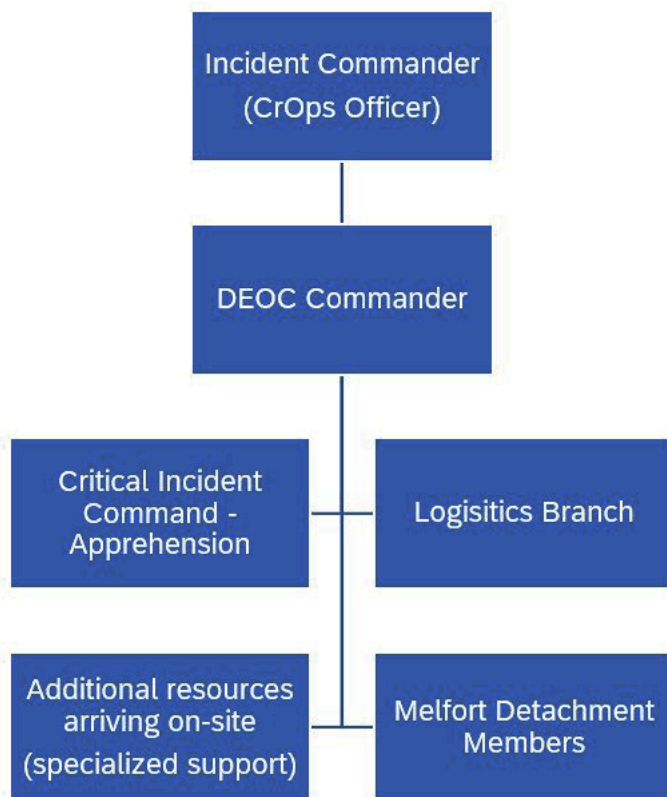 Incident Commander
(CrOps Officer)
DEOC Commander
Critical Incident
Command -
Apprehension
Logisitics Branch
Additional resources
arriving on-site
(specialized support)
Melfort Detachment
Members